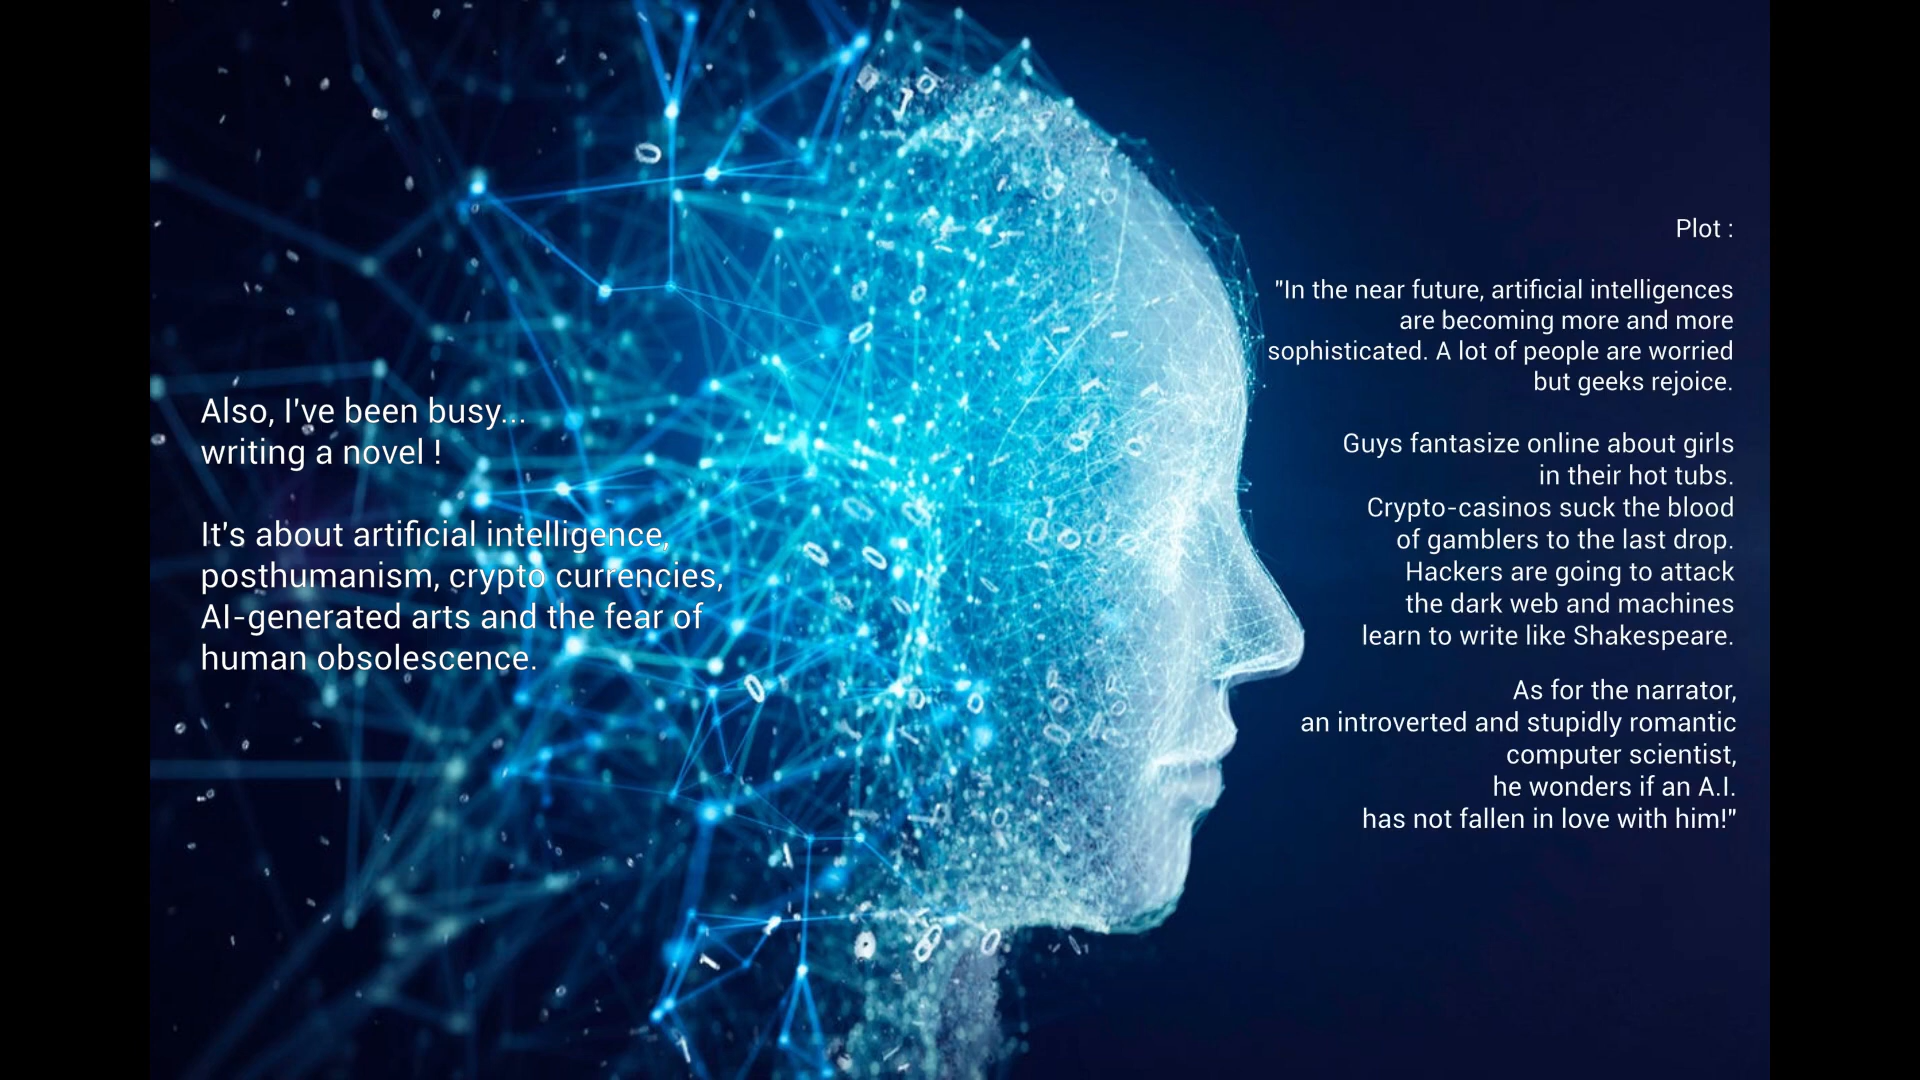 Also, I've been busy...
writing a novel !
It's about artificial intelligence,
posthumanism, crypto currencies,
AI-generated arts and the fear of
human obsolescence.
Plot :
"In the near future, artificial intelligences
are becoming more and more
sophisticated. A lot of people are worried
but geeks rejoice.
Guys fantasize online about girls
in their hot tubs.
Crypto-casinos suck the blood
of gamblers to the last drop.
Hackers are going to attack
the dark web and machines
learn to write like Shakespeare.
As for the narrator,
an introverted and stupidly romantic
computer scientist,
he wonders if an A.I.
has not fallen in love with him!"